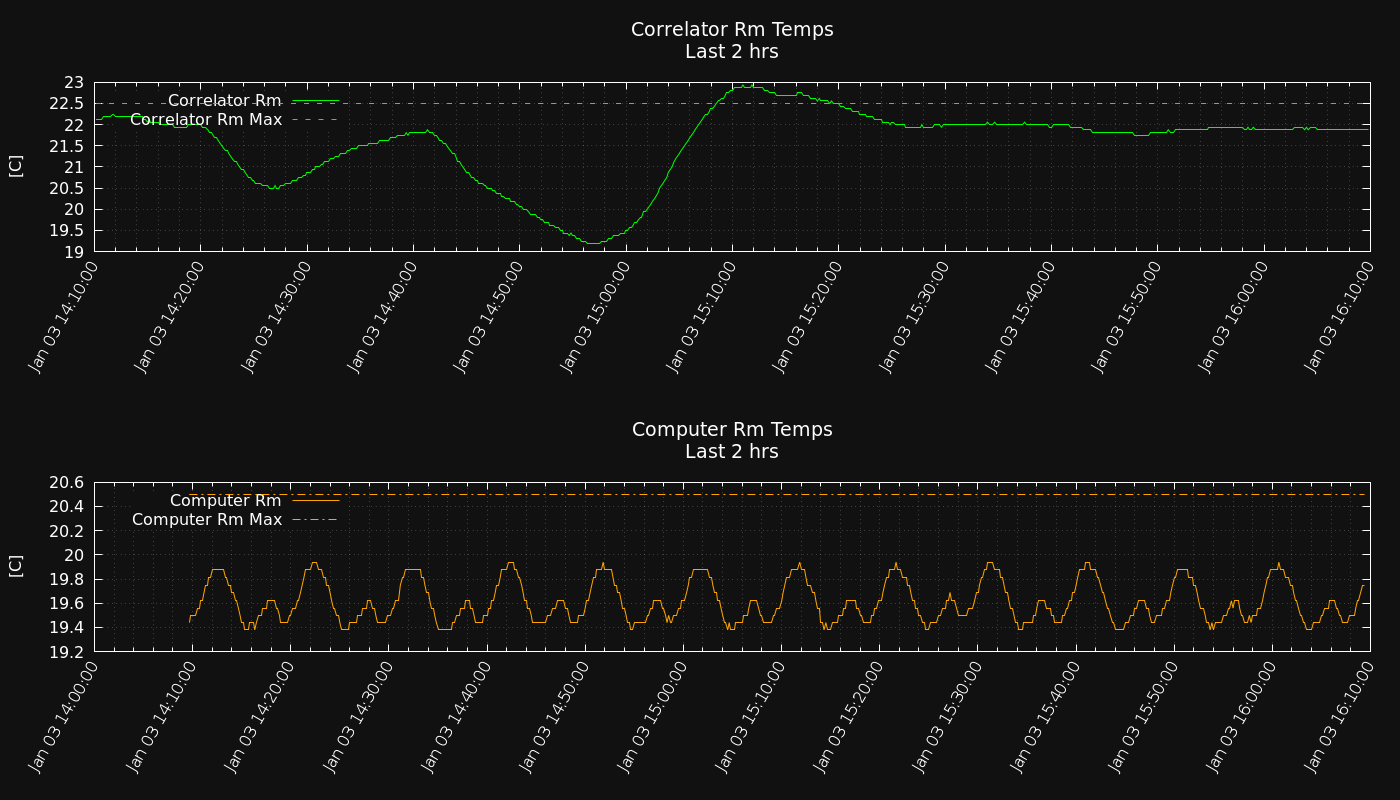 Correlator Rm Temps
Last 2 hrs
[C]
23
22.5
22
21.5
21
20.5
20
19.5
19
Correlator Rm
Correlator Rm Max
Jan 03 14:10:00
Jan 03 14:20:00
Jan 03 14:30:00
Jan 03 14:40:00
Jan 03 14:50:00
Jan 03 15:00:00
Jan 03 15:10:00
Jan 03 15:20:00
Jan 03 15:30:00
Jan 03 15:40:00
Jan 03 15:50:00
Jan 03 16:00:00
Jan 03 16:10:00
Computer Rm Temps
Last 2 hrs
[C]
20.6
20.4
20.2
20
19.8
19.6
19.4
19.2
Computer Rm
Computer Rm Max
Jan 03 14:00:00
Jan 03 14:10:00
Jan 03 14:20:00
Jan 03 14:30:00
Jan 03 14:40:00
Jan 03 14:50:00
Jan 03 15:00:00
Jan 03 15:10:00
Jan 03 15:20:00
Jan 03 15:30:00
Jan 03 15:40:00
Jan 03 15:50:00
Jan 03 16:00:00
Jan 03 16:10:00